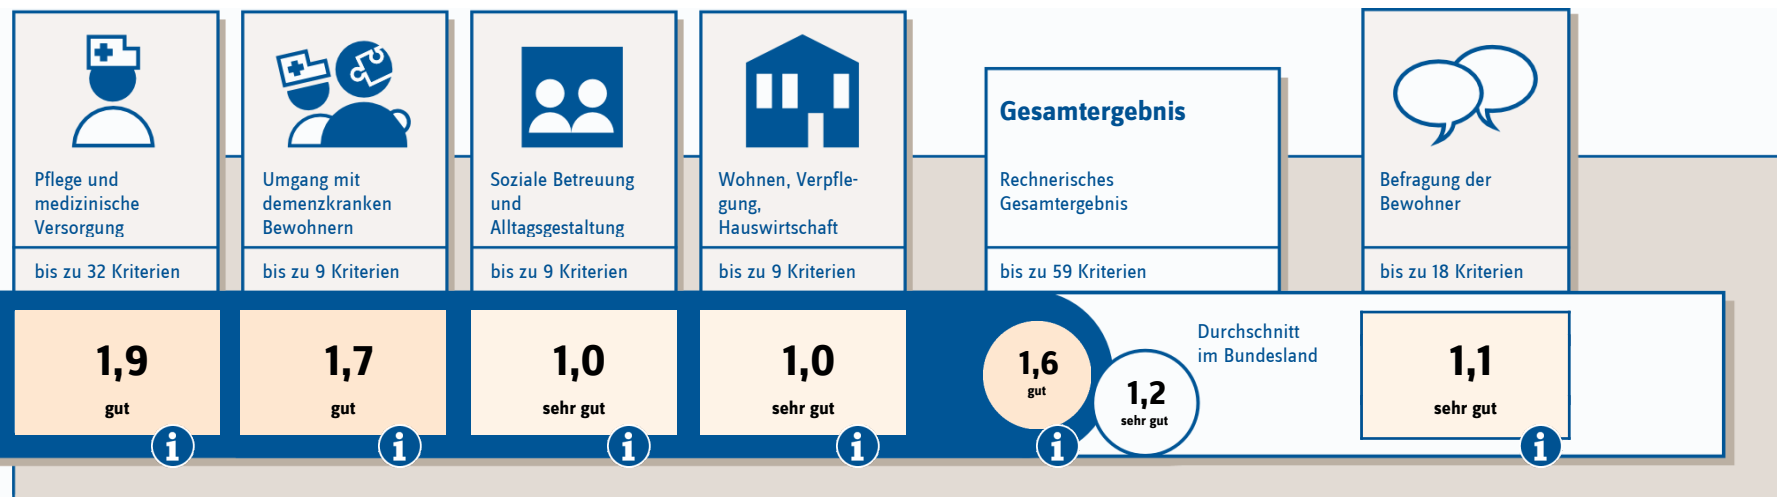 Pflege und
medizinische
Versorgung
bis zu 32 Kriterien
1,9
gut
Umgang mit
demenzkranken
Bewohnern
bis zu 9 Kriterien
1,7
gut
Soziale Betreuung
und
Alltagsgestaltung
bis zu 9 Kriterien
1,0
sehr gut
Wohnen, Verpfle-
gung,
Hauswirtschaft
bis zu 9 Kriterien
1,0
sehr gut
Gesamtergebnis
Rechnerisches
Gesamtergebnis
bis zu 59 Kriterien
1,6
gut
1,2
sehr gut
Durchschnitt
im Bundesland
Befragung der
Bewohner
bis zu 18 Kriterien
1,1
sehr gut